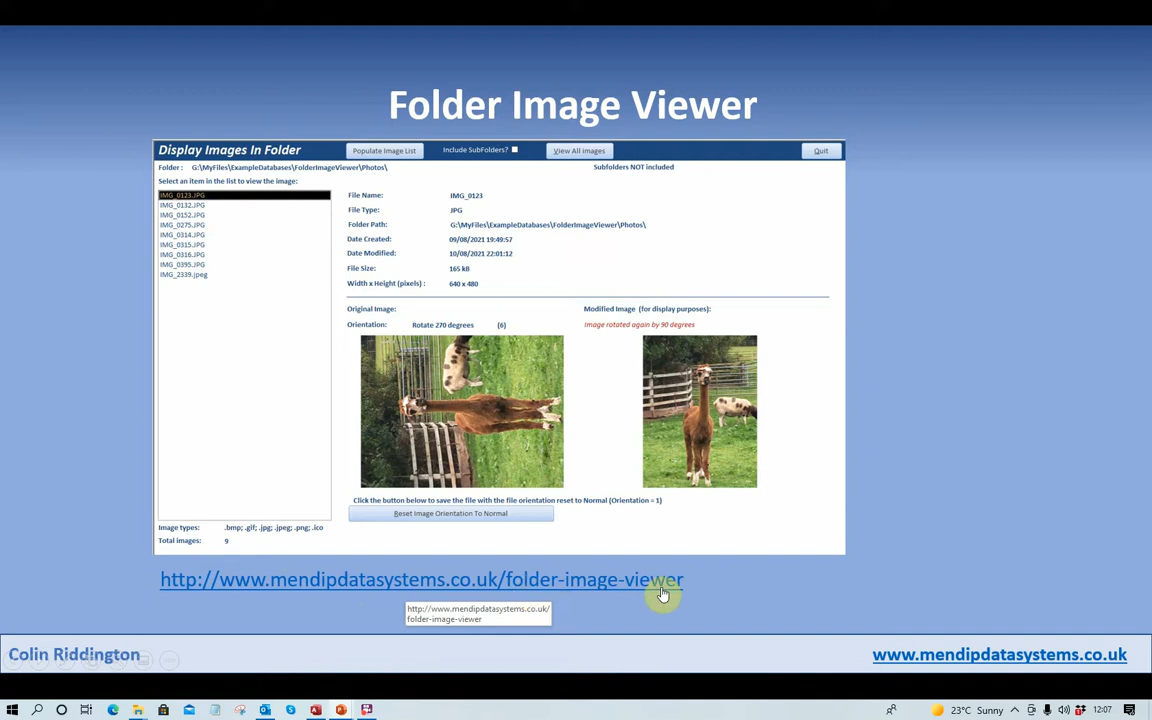 Folder Image Viewer
Display Images In Folder
Populate Image List
Include SubFolders?
View All Images
Quit
Folder : G:\MyFiles\ExampleDatabases\FolderImageViewer\Photos\
Subfolders NOT included
Select an item in the list to view the image:
IMG_0123.JPG
IMG_0132.JPG
IMG_0152.JPG
IMG_0275.JPG
IMG_0314.JPG
IMG_0315.JPG
IMG_0316.JPG
IMG_0395.JPG
IMG_2339.jpeg
File Name: IMG_0123
File Type: JPG
Folder Path: G:\MyFiles\ExampleDatabases\FolderImageViewer\Photos\
Date Created: 09/08/2021 19:49:57
Date Modified: 10/08/2021 22:01:12
File Size: 165 kB
Width x Height (pixels) : 640 x 480
Original Image:
Modified Image (for display purposes):
Orientation: Rotate 270 degrees (6)
Image rotated again by 90 degrees
Click the button below to save the file with the file orientation reset to Normal (Orientation = 1)
Reset Image Orientation To Normal
Image types: .bmp; .gif; .jpg; .jpeg; .png; .ico
Total images: 9
http://www.mendipdatasystems.co.uk/folder-image-viewer
http://www.mendipdatasystems.co.uk/
folder-image-viewer
Colin Riddington
www.mendipdatasystems.co.uk
23°C Sunny
12:07